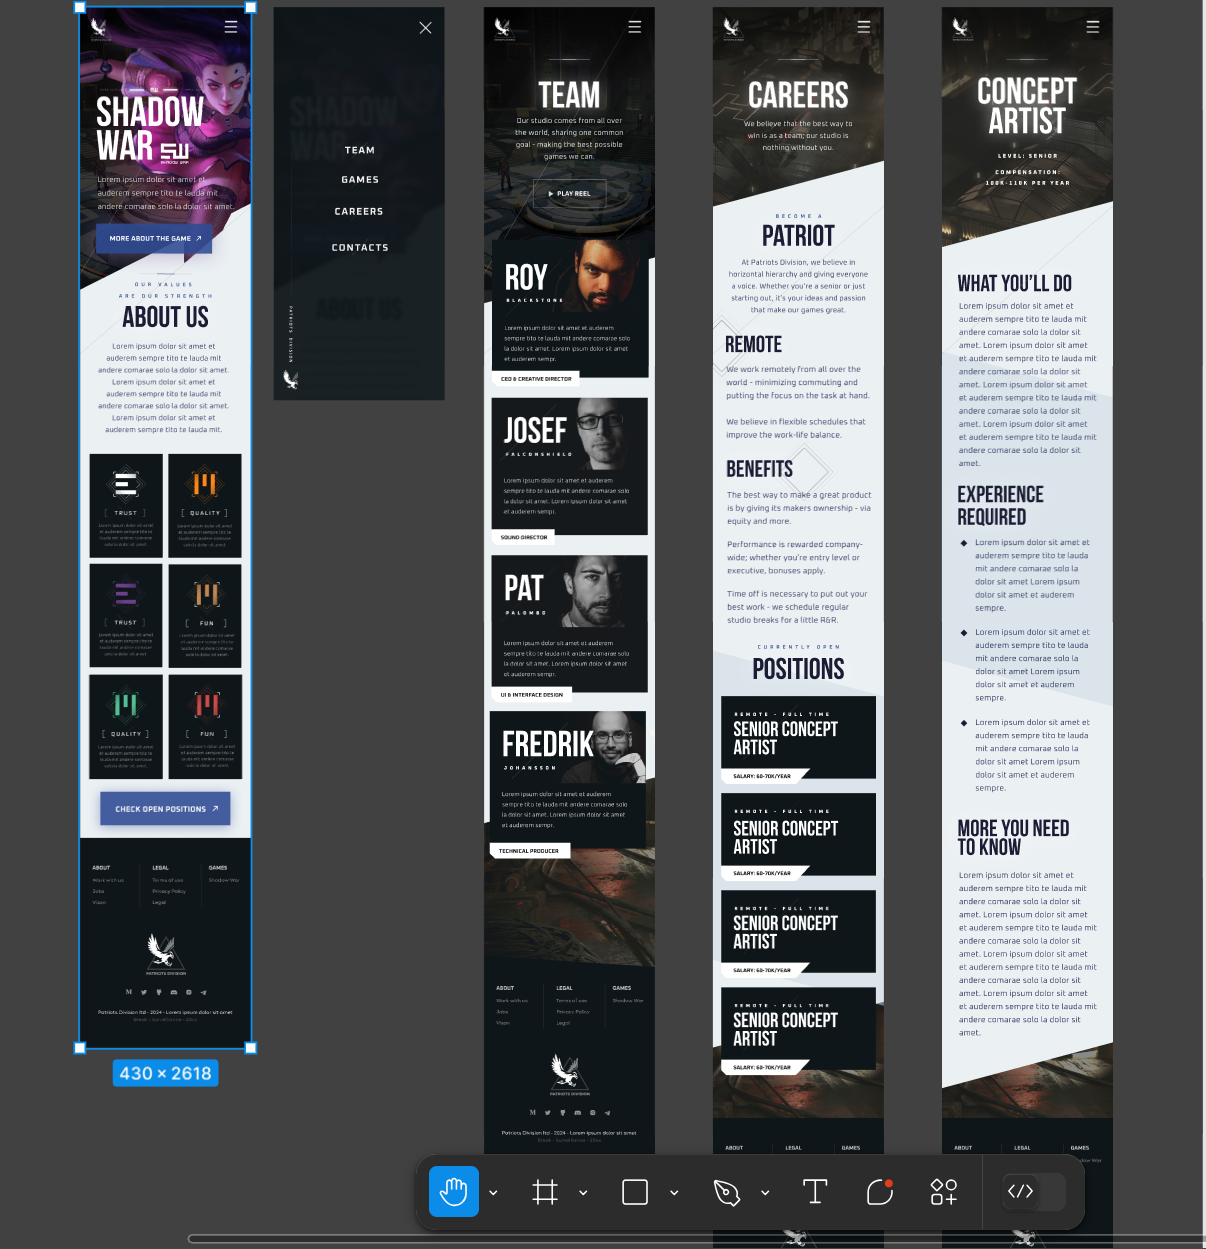 SHADOW
WAR SW
SHADOW WAR
Lorem ipsum dolor sit amet et
auderem sempre tito te lauda mit
andere comarae solo la dolor sit amet.
MORE ABOUT THE GAME
OUR VALUES
ARE OUR STRENGTH
ABOUT US
Lorem ipsum dolor sit amet et
auderem sempre tito te lauda mit
andere comarae solo la dolor sit amet.
Lorem ipsum dolor sit amet et
auderem sempre tito te lauda mit
andere comarae solo la dolor sit amet.
Lorem ipsum dolor sit amet et
auderem sempre tito te lauda mit.
[ TRUST ]
[ QUALITY ]
[ TRUST ]
[ FUN ]
[ QUALITY ]
[ FUN ]
CHECK OPEN POSITIONS
ABOUT
LEGAL
GAMES
Work with us
Terms of use
Shadow War
Jobs
Privacy Policy
Vision
Legal
PATRIOTS DIVISION
Patriots Division ltd - 2024 - Lorem ipsum dolor sit amet
430 × 2618
TEAM
GAMES
CAREERS
CONTACTS
PATRIOTS DIVISION
TEAM
Our studio comes from all over
the world, sharing one common
goal - making the best possible
games we can.
PLAY REEL
ROY
BLACKSTONE
Lorem ipsum dolor sit amet et auderem
sempre tito te lauda mit andere comarae solo
la dolor sit amet. Lorem ipsum dolor sit amet
et auderem sempr.
CEO & CREATIVE DIRECTOR
JOSEF
FALCONSHIELD
Lorem ipsum dolor sit amet et auderem
sempre tito te lauda mit andere comarae solo
la dolor sit amet. Lorem ipsum dolor sit amet
et auderem sempr.
SOUND DIRECTOR
PAT
PALOMBO
Lorem ipsum dolor sit amet et auderem
sempre tito te lauda mit andere comarae solo
la dolor sit amet. Lorem ipsum dolor sit amet
et auderem sempr.
UI & INTERFACE DESIGN
FREDRIK
JOHANSSON
Lorem ipsum dolor sit amet et auderem
sempre tito te lauda mit andere comarae solo
la dolor sit amet. Lorem ipsum dolor sit amet
et auderem sempr.
TECHNICAL PRODUCER
ABOUT
LEGAL
GAMES
Work with us
Terms of use
Shadow War
Jobs
Privacy Policy
Vision
Legal
PATRIOTS DIVISION
Patriots Division ltd - 2024 - Lorem ipsum dolor sit amet
CAREERS
We believe that the best way to
win is as a team; our studio is
nothing without you.
BECOME A
PATRIOT
At Patriots Division, we believe in
horizontal hierarchy and giving everyone
a voice. Whether you're a senior or just
starting out, it's your ideas and passion
that make our games great.
REMOTE
We work remotely from all over the
world - minimizing commuting and
putting the focus on the task at hand.
We believe in flexible schedules that
improve the work-life balance.
BENEFITS
The best way to make a great product
is by giving its makers ownership - via
equity and more.
Performance is rewarded company-
wide; whether you're entry level or
executive, bonuses apply.
Time off is necessary to put out your
best work - we schedule regular
studio breaks for a little R&R.
CURRENTLY OPEN
POSITIONS
REMOTE - FULL TIME
SENIOR CONCEPT
ARTIST
SALARY: 60-70K/YEAR
REMOTE - FULL TIME
SENIOR CONCEPT
ARTIST
SALARY: 60-70K/YEAR
REMOTE - FULL TIME
SENIOR CONCEPT
ARTIST
SALARY: 60-70K/YEAR
REMOTE - FULL TIME
SENIOR CONCEPT
ARTIST
SALARY: 60-70K/YEAR
ABOUT
LEGAL
GAMES
CONCEPT
ARTIST
LEVEL: SENIOR
COMPENSATION:
100K-110K PER YEAR
WHAT YOU'LL DO
Lorem ipsum dolor sit amet et
auderem sempre tito te lauda mit
andere comarae solo la dolor sit
amet. Lorem ipsum dolor sit amet
et auderem sempre tito te lauda
mit andere comarae solo la dolor
sit amet Lorem ipsum dolor sit
amet et auderem sempre tito te
lauda mit andere comarae solo la
dolor sit amet. Lorem ipsum dolor
sit amet et auderem sempre tito te
lauda mit andere comarae solo la
amet.
EXPERIENCE
REQUIRED
Lorem ipsum dolor sit amet et
auderem sempre tito te lauda
mit andere comarae solo la
dolor sit amet Lorem ipsum
dolor sit amet et auderem
sempre.
Lorem ipsum dolor sit amet et
auderem sempre tito te lauda
mit andere comarae solo la
dolor sit amet. Lorem ipsum
dolor sit amet et auderem
sempre.
Lorem ipsum dolor sit amet et
auderem sempre tito te lauda
mit andere comarae solo la
dolor sit amet. Lorem ipsum
dolor sit amet et auderem
sempre.
MORE YOU NEED
TO KNOW
Lorem ipsum dolor sit amet et
auderem sempre tito te lauda mit
andere comarae solo la dolor sit
amet. Lorem ipsum dolor sit amet
et auderem sempre tito te lauda
mit andere comarae solo la dolor
sit amet. Lorem ipsum dolor sit
amet et auderem sempre tito te
lauda mit andere comarae solo la
dolor sit amet. Lorem ipsum dolor
sit amet et auderem sempre tito te
lauda mit andere comarae solo la
amet.
ABOUT
LEGAL
GAMES